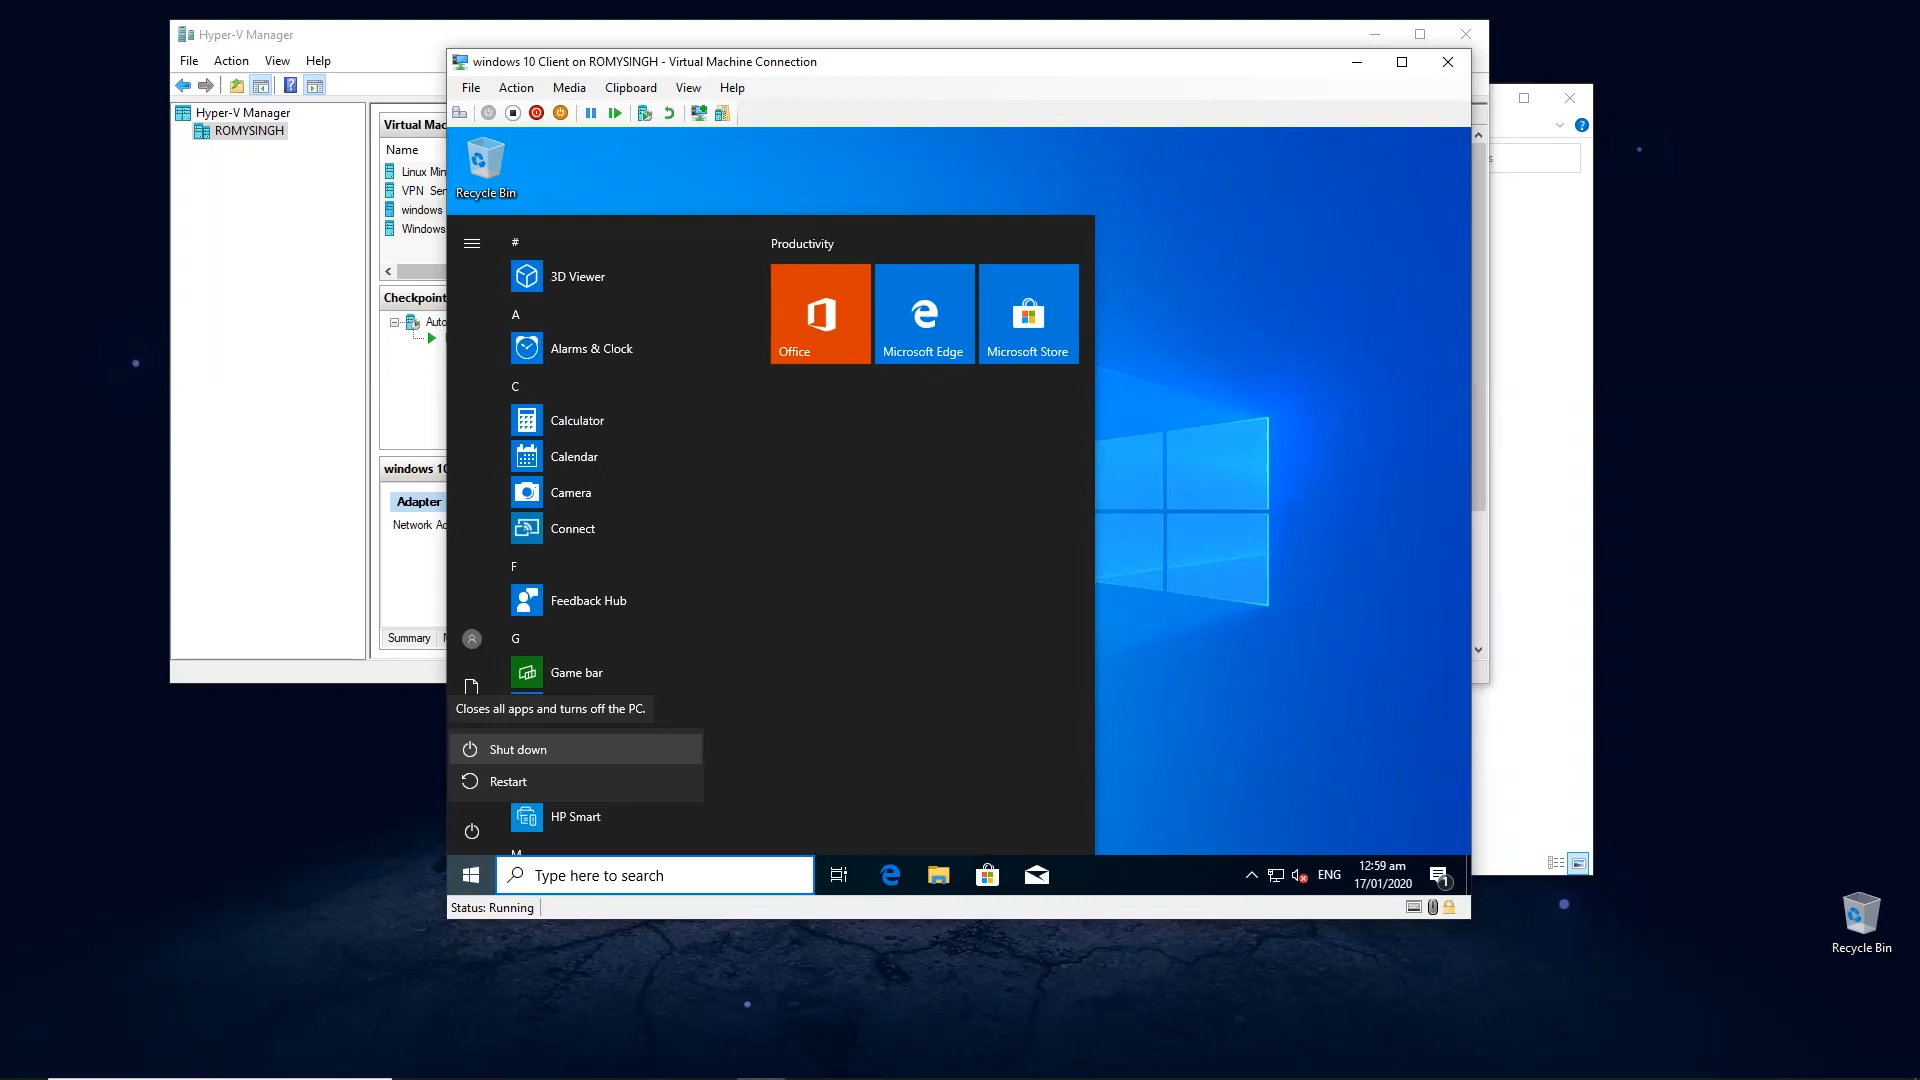 Hyper-V Manager
File Action View Help
Hyper-V Manager
ROMYSINGH
Virtual Mac
Name
Linux Min
VPN Ser
windows
Windows
Checkpoint
Auto
windows 10
Adapter
Network Ad
Summary
windows 10 Client on ROMYSINGH - Virtual Machine Connection
File Action Media Clipboard View Help
Recycle Bin
#
3D Viewer
A
Alarms & Clock
C
Calculator
Calendar
Camera
Connect
F
Feedback Hub
G
Game bar
Closes all apps and turns off the PC.
Shut down
Restart
HP Smart
M
Productivity
Office
Microsoft Edge
Microsoft Store
Type here to search
ENG
12:59 am
17/01/2020
1
Status: Running
s
Recycle Bin